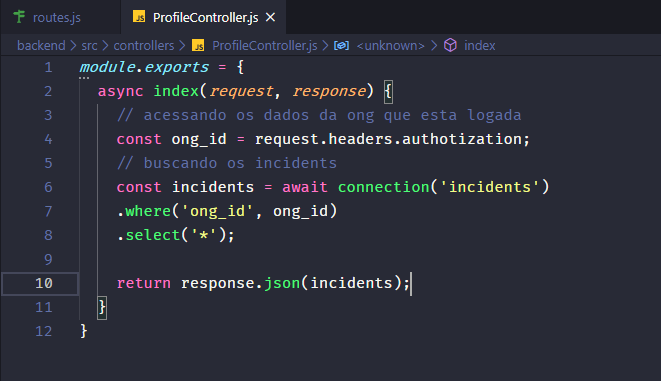 routes.js
JS ProfileController.js ×
backend > src > controllers > JS ProfileController.js > <unknown> > index
1 module.exports = {
2 async index(request, response) {
3 // acessando os dados da ong que esta logada
4 const ong_id = request.headers.authotization;
5 // buscando os incidents
6 const incidents = await connection('incidents')
7 .where('ong_id', ong_id)
8 .select('*');
9
10 return response.json(incidents);
11 }
12 }